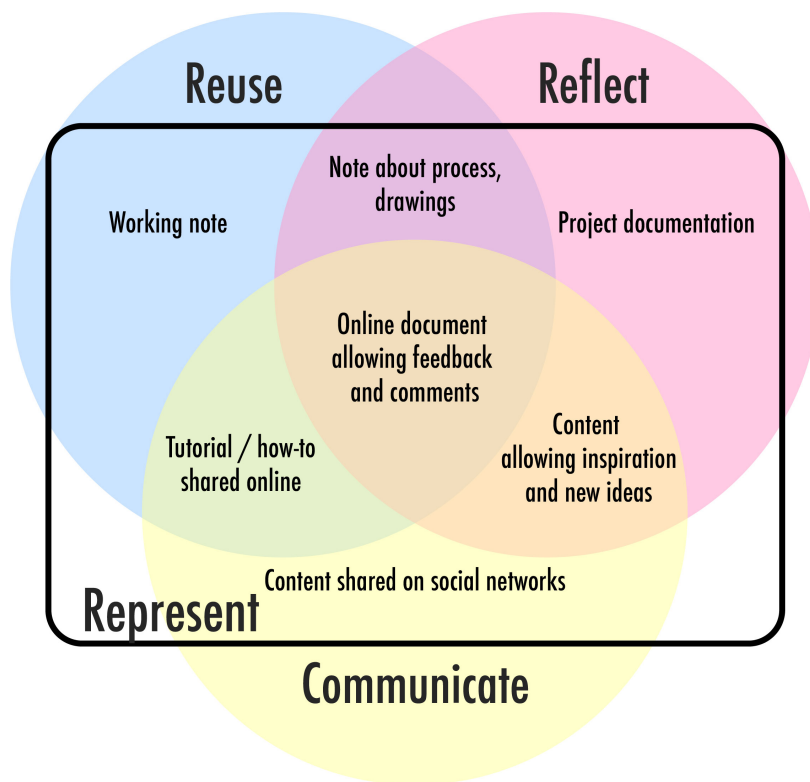 Reuse
Reflect
Note about process,
drawings
Working note
Project documentation
Online document
allowing feedback
and comments
Content
allowing inspiration
and new ideas
Tutorial / how-to
shared online
Content shared on social networks
Represent
Communicate